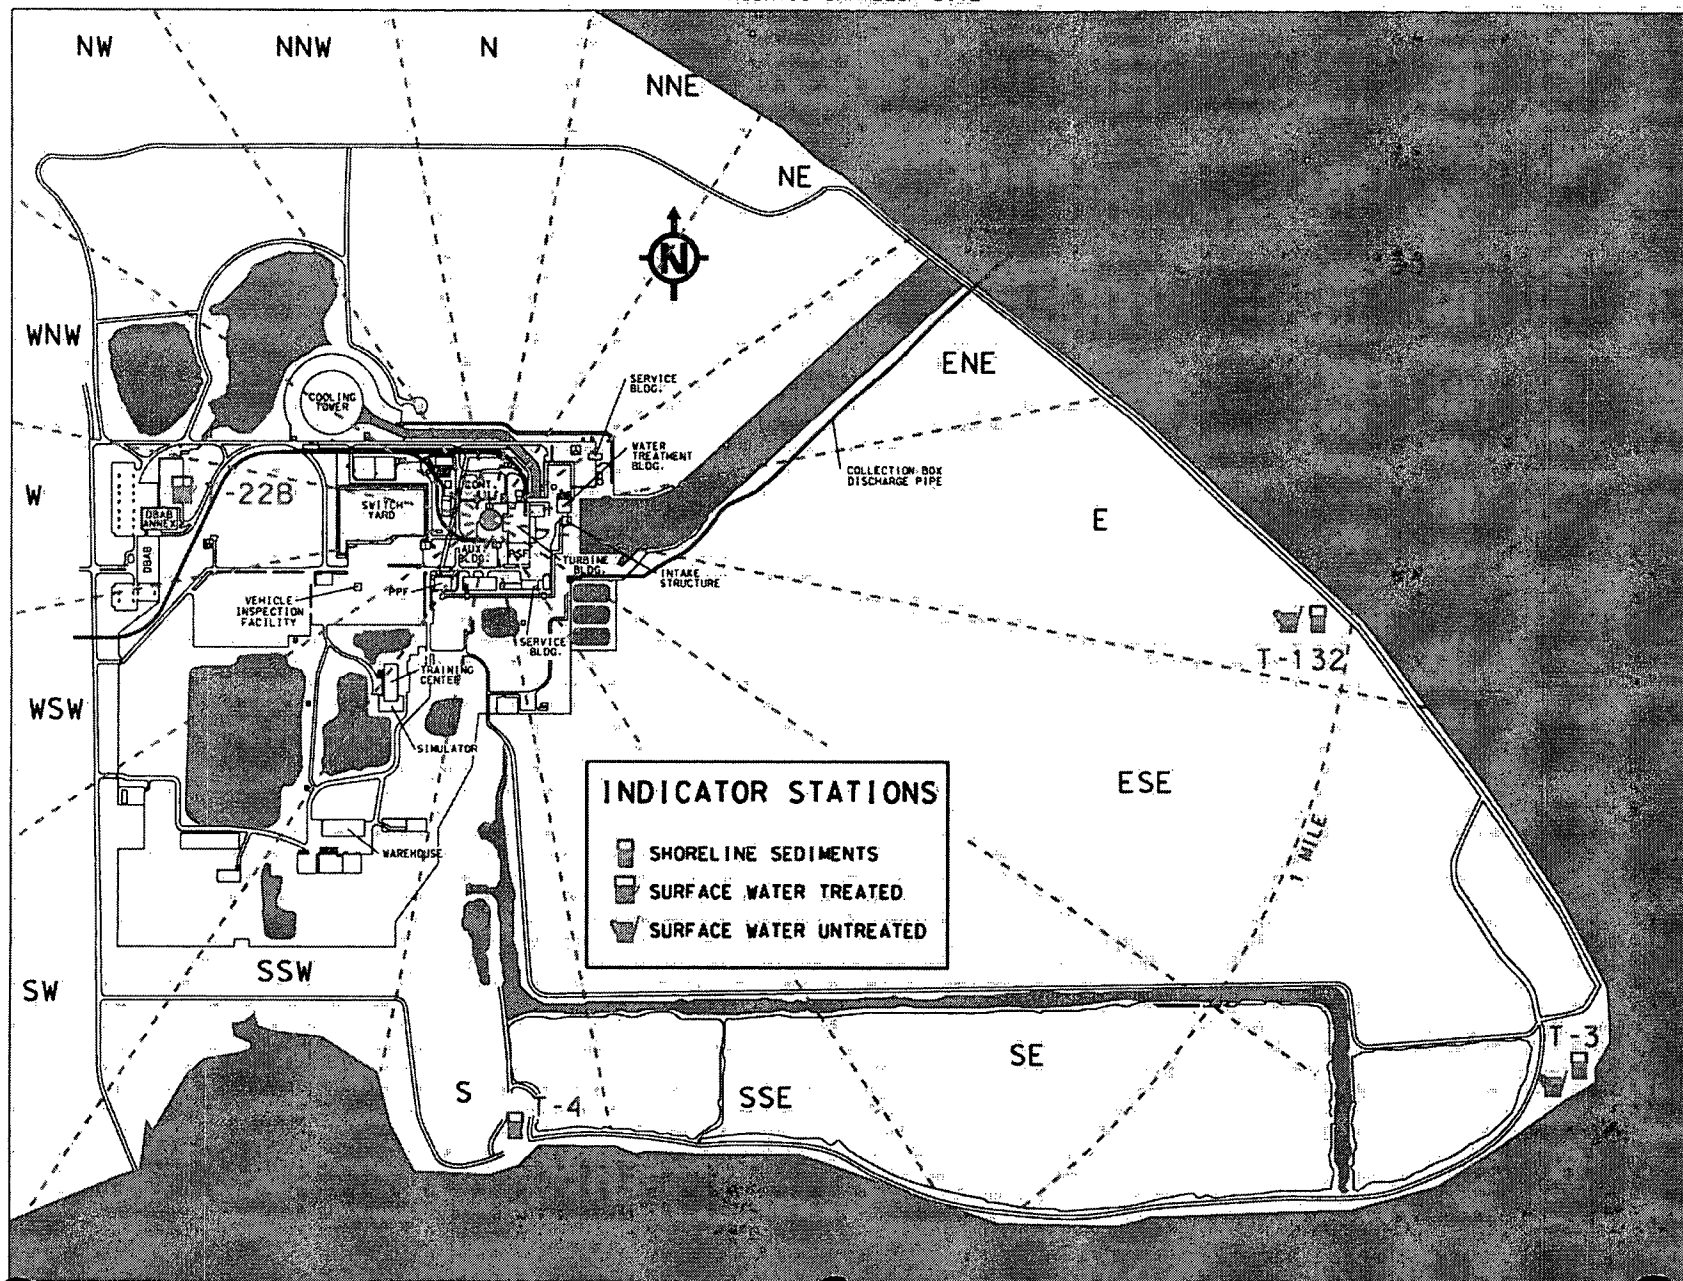 NW
NNW
N
NNE
NE
N
WNW
ENE
SERVICE
BLDG.
COOLING
TOWER
WATER
TREATMENT
BLDG.
COLLECTION BOX
DISCHARGE PIPE
W
-22B
SWITCH
YARD
DBAB
ANNEX
DBAB
E
AUX.
BLDG.
TURBINE
BLDG.
INTAKE
STRUCTURE
PPF
VEHICLE
INSPECTION
FACILITY
SERVICE
BLDG.
T-132
TRAINING
CENTER
WSW
SIMULATOR
ESE
INDICATOR STATIONS
SHORELINE SEDIMENTS
SURFACE WATER TREATED
SURFACE WATER UNTREATED
1 MILE
WAREHOUSE
SSW
SW
T-3
SE
S
T-4
SSE